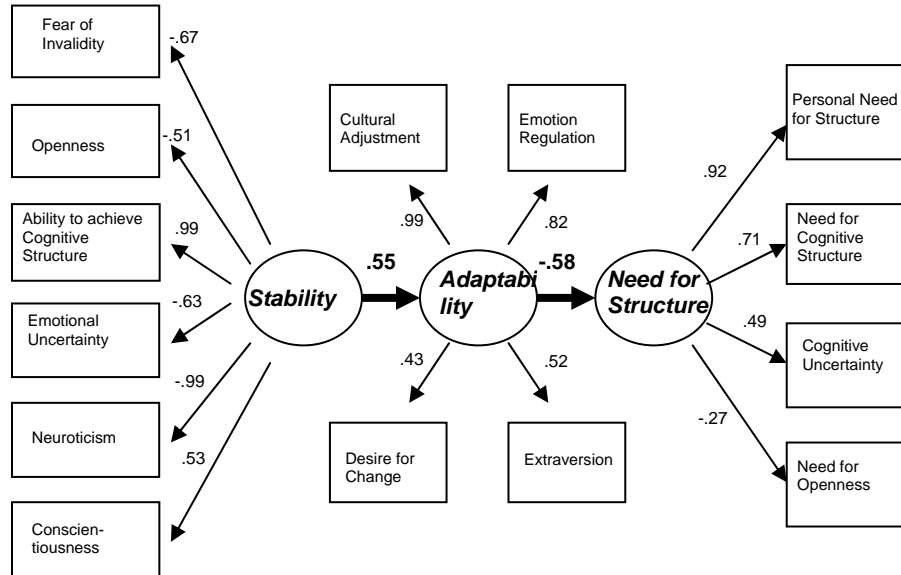 Fear of
Invalidity
-.67
Openness
-.51
Ability to achieve
Cognitive
Structure
.99
Emotional
Uncertainty
-.63
Neuroticism
-.99
Conscien-
tiousness
.53
Stability
.55
Cultural
Adjustment
.99
Emotion
Regulation
.82
Adaptabi
lity
-.58
.43
Desire for
Change
.52
Extraversion
Need for
Structure
Personal Need
for Structure
.92
Need for
Cognitive
Structure
.71
Cognitive
Uncertainty
.49
Need for
Openness
-.27